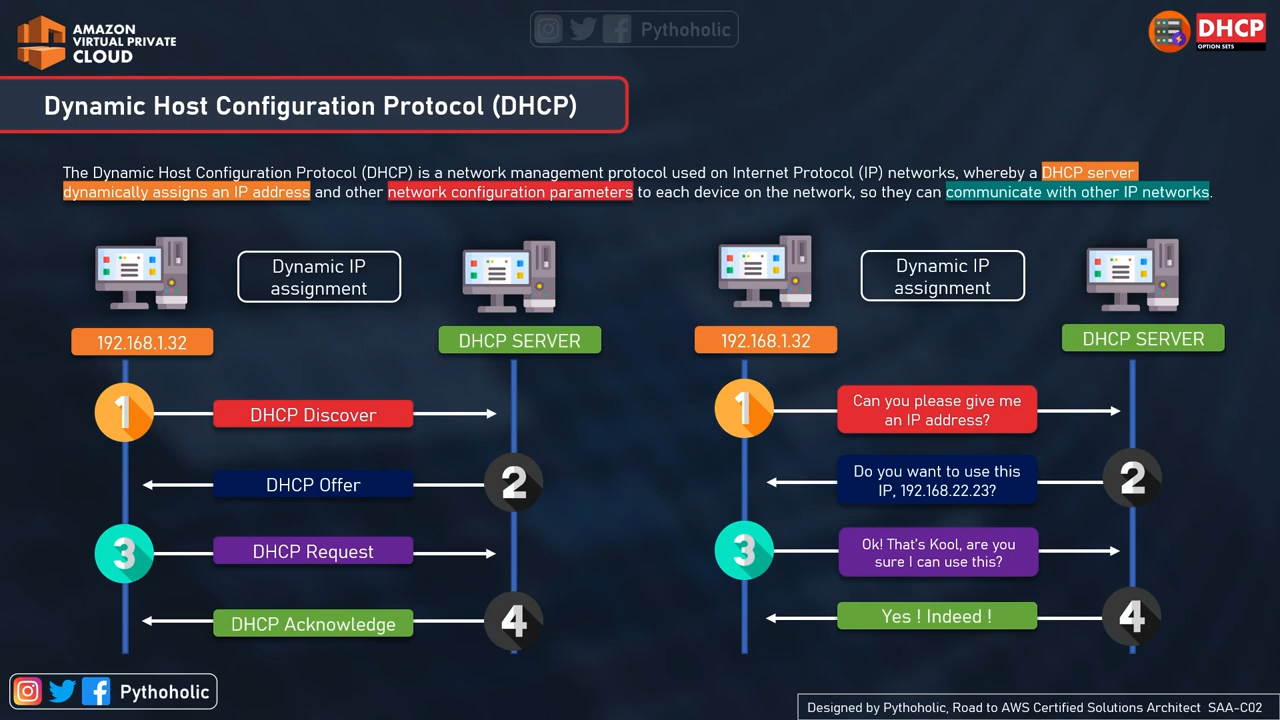 AMAZON
VIRTUAL PRIVATE
CLOUD
Pythoholic
DHCP
OPTION SETS
Dynamic Host Configuration Protocol (DHCP)
The Dynamic Host Configuration Protocol (DHCP) is a network management protocol used on Internet Protocol (IP) networks, whereby a DHCP server
dynamically assigns an IP address and other network configuration parameters to each device on the network, so they can communicate with other IP networks.
Dynamic IP
assignment
192.168.1.32
DHCP SERVER
1
DHCP Discover
DHCP Offer
2
3
DHCP Request
DHCP Acknowledge
4
Dynamic IP
assignment
192.168.1.32
DHCP SERVER
1
Can you please give me
an IP address?
Do you want to use this
IP, 192.168.22.23?
2
3
Ok! That's Kool, are you
sure I can use this?
Yes ! Indeed !
4
Pythoholic
Designed by Pythoholic, Road to AWS Certified Solutions Architect SAA-C02